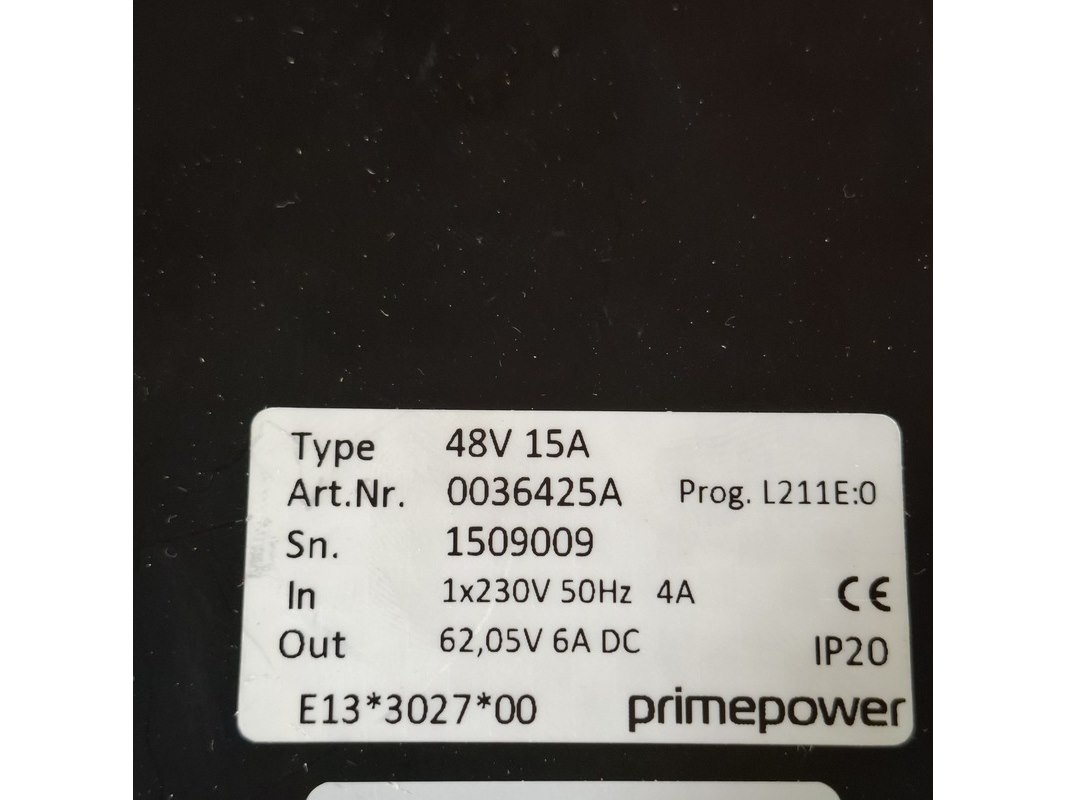 Type 48V 15A
Art.Nr. 0036425A Prog. L211E:0
Sn. 1509009
In 1x230V 50Hz 4A CE
Out 62,05V 6A DC IP20
E13*3027*00 primepower